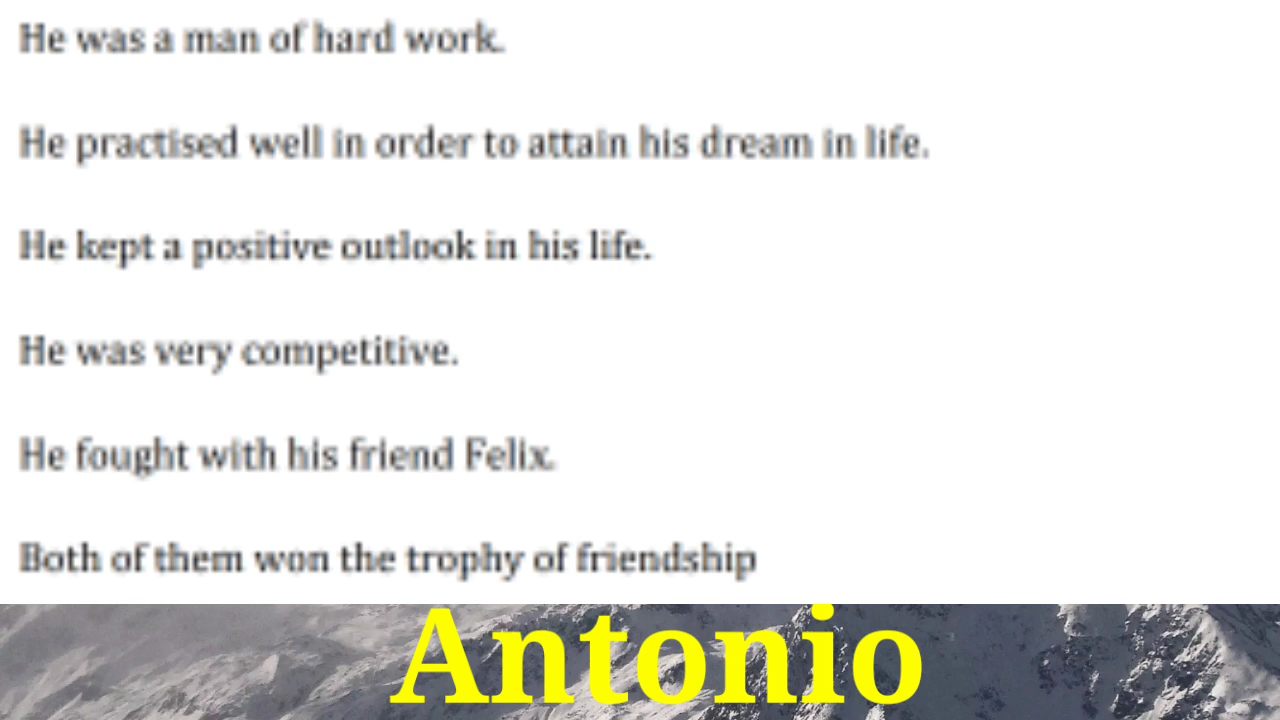 He was a man of hard work.
He practised well in order to attain his dream in life.
He kept a positive outlook in his life.
He was very competitive.
He fought with his friend Felix.
Both of them won the trophy of friendship
Antonio